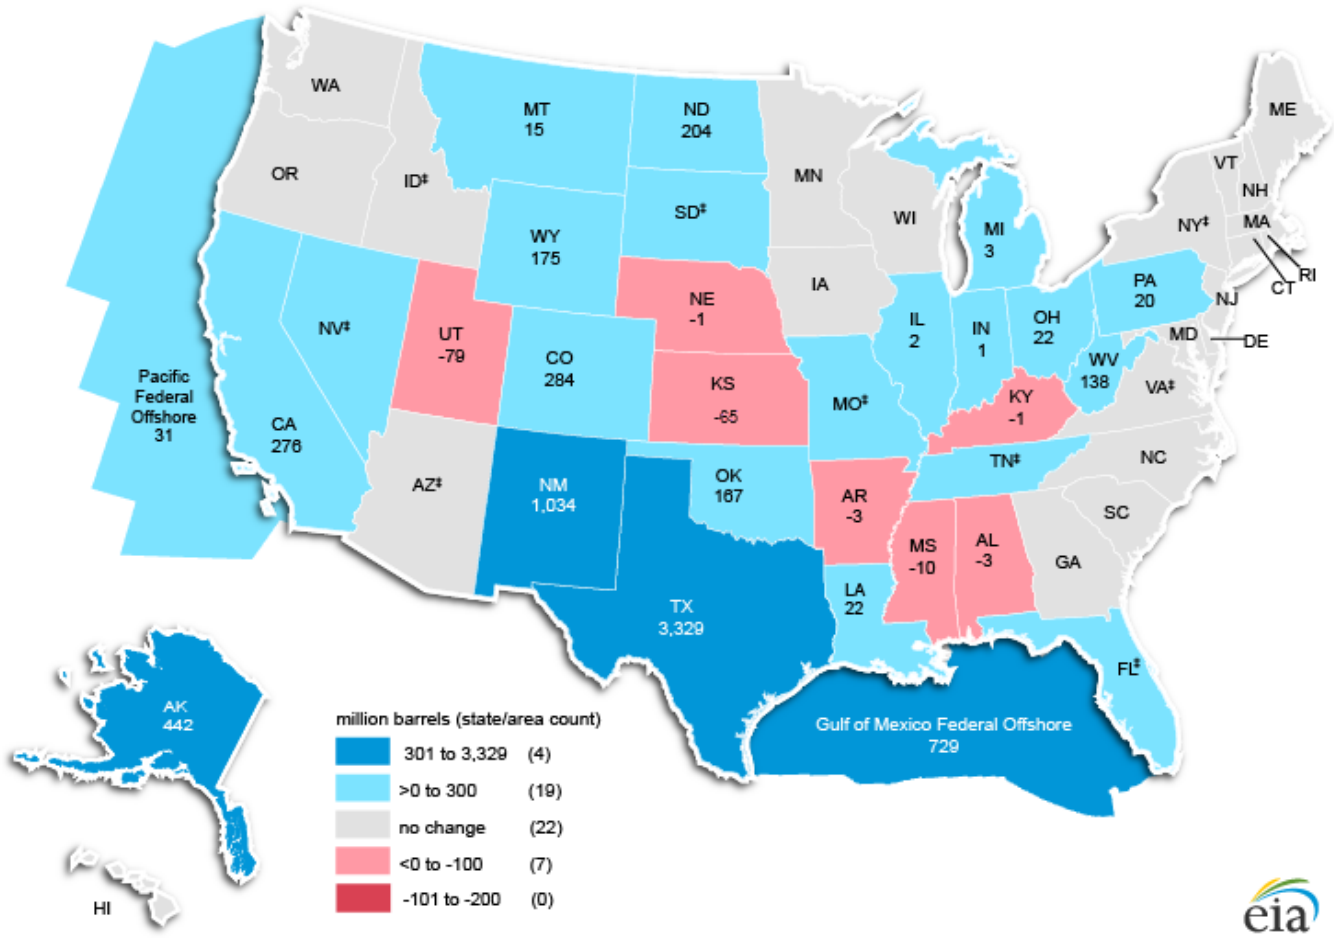 WA
MT
15
ND
204
MN
ME
VT
NH
OR
ID‡
SD‡
WI
MI
3
NY‡
MA
RI
CT
WY
175
IA
PA
20
NJ
NE
-1
NV‡
UT
-79
CO
284
IL
2
IN
1
OH
22
MD
DE
WV
138
VA‡
Pacific
Federal
Offshore
31
KS
-65
MO‡
KY
-1
CA
276
NC
TN‡
AZ‡
NM
1,034
OK
167
AR
-3
SC
MS
-10
AL
-3
GA
LA
22
TX
3,329
FL‡
AK
442
Gulf of Mexico Federal Offshore
729
million barrels (state/area count)
301 to 3,329 (4)
>0 to 300 (19)
no change (22)
<0 to -100 (7)
-101 to -200 (0)
HI
eia